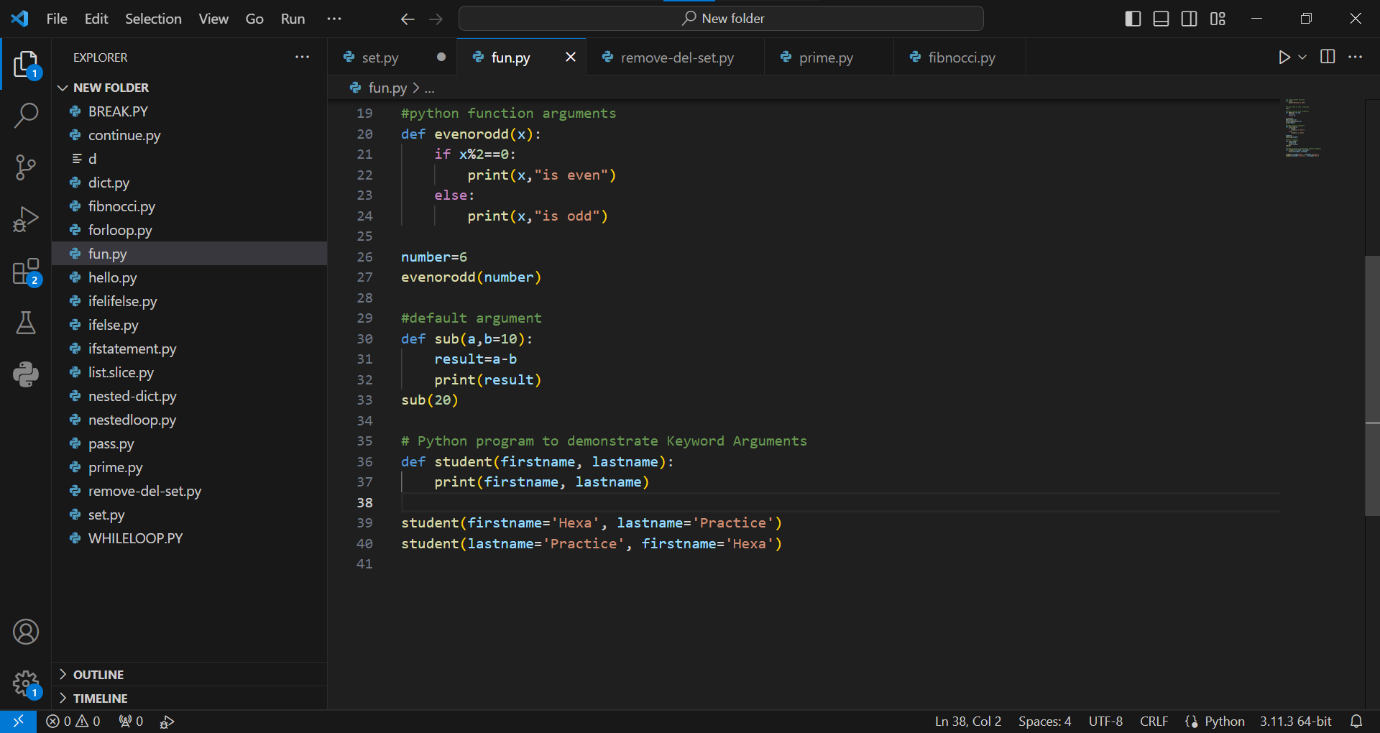 File Edit Selection View Go Run ··· New folder
EXPLORER ···
NEW FOLDER
BREAK.PY
continue.py
d
dict.py
fibnocci.py
forloop.py
fun.py
hello.py
ifelifelse.py
ifelse.py
ifstatement.py
list.slice.py
nested-dict.py
nestedloop.py
pass.py
prime.py
remove-del-set.py
set.py
WHILELOOP.PY
OUTLINE
TIMELINE
1
2
1
set.py fun.py remove-del-set.py prime.py fibnocci.py
fun.py > ...
19 #python function arguments
20 def evenorodd(x):
21     if x%2==0:
22         print(x,"is even")
23     else:
24         print(x,"is odd")
25
26 number=6
27 evenorodd(number)
28
29 #default argument
30 def sub(a,b=10):
31     result=a-b
32     print(result)
33 sub(20)
34
35 # Python program to demonstrate Keyword Arguments
36 def student(firstname, lastname):
37     print(firstname, lastname)
38
39 student(firstname='Hexa', lastname='Practice')
40 student(lastname='Practice', firstname='Hexa')
41
0 0 0 Ln 38, Col 2 Spaces: 4 UTF-8 CRLF Python 3.11.3 64-bit